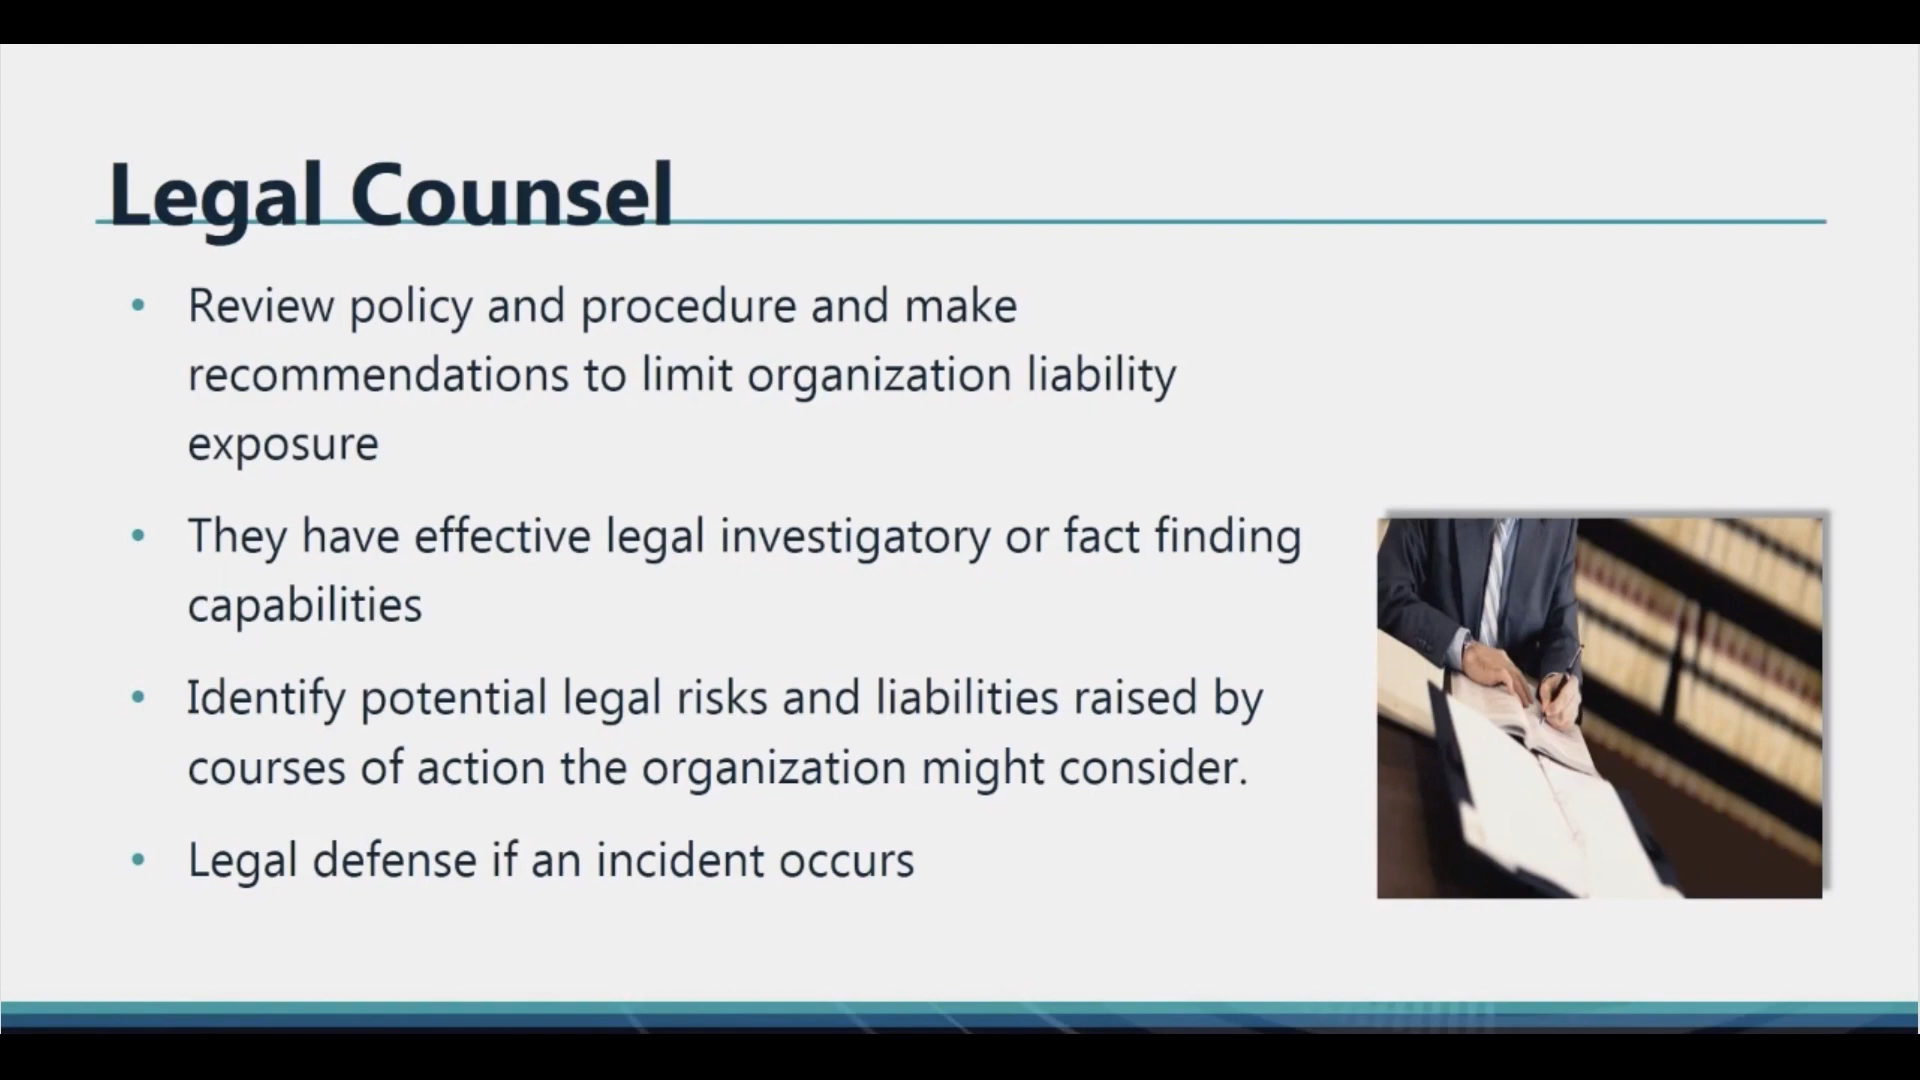 Legal Counsel
• Review policy and procedure and make
recommendations to limit organization liability
exposure
• They have effective legal investigatory or fact finding
capabilities
• Identify potential legal risks and liabilities raised by
courses of action the organization might consider.
• Legal defense if an incident occurs